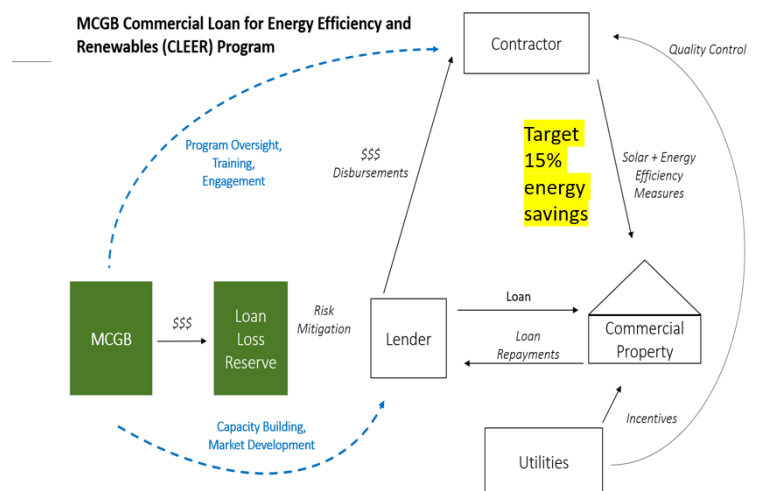 MCGB Commercial Loan for Energy Efficiency and
Renewables (CLEER) Program
Contractor
Quality Control
Program Oversight,
Training,
Engagement
$$$
Disbursements
Target
15%
energy
savings
Solar + Energy
Efficiency
Measures
MCGB
$$$
Loan
Loss
Reserve
Risk
Mitigation
Lender
Loan
Loan
Repayments
Commercial
Property
Capacity Building,
Market Development
Incentives
Utilities